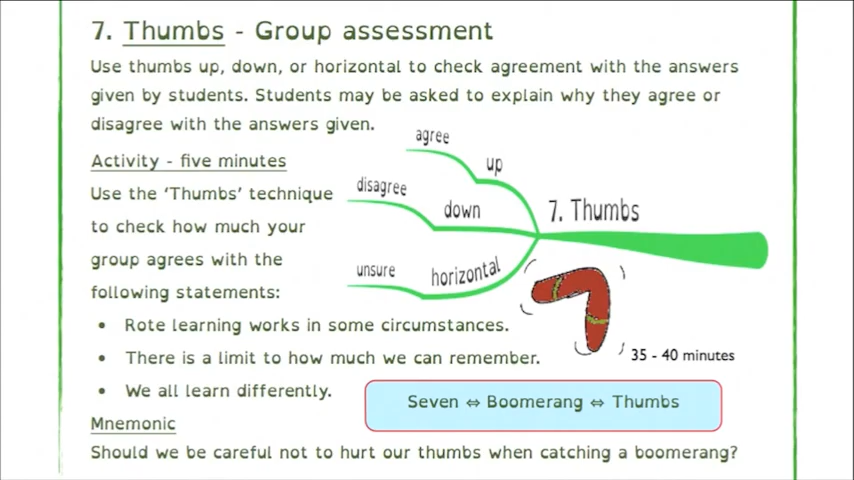 7. Thumbs - Group assessment
Use thumbs up, down, or horizontal to check agreement with the answers
given by students. Students may be asked to explain why they agree or
disagree with the answers given.
agree
up
Activity - five minutes
disagree
Use the ‘Thumbs’ technique
down
7. Thumbs
to check how much your
group agrees with the
unsure
horizontal
following statements:
• Rote learning works in some circumstances.
• There is a limit to how much we can remember.
35 - 40 minutes
• We all learn differently.
Seven ⇔ Boomerang ⇔ Thumbs
Mnemonic
Should we be careful not to hurt our thumbs when catching a boomerang?